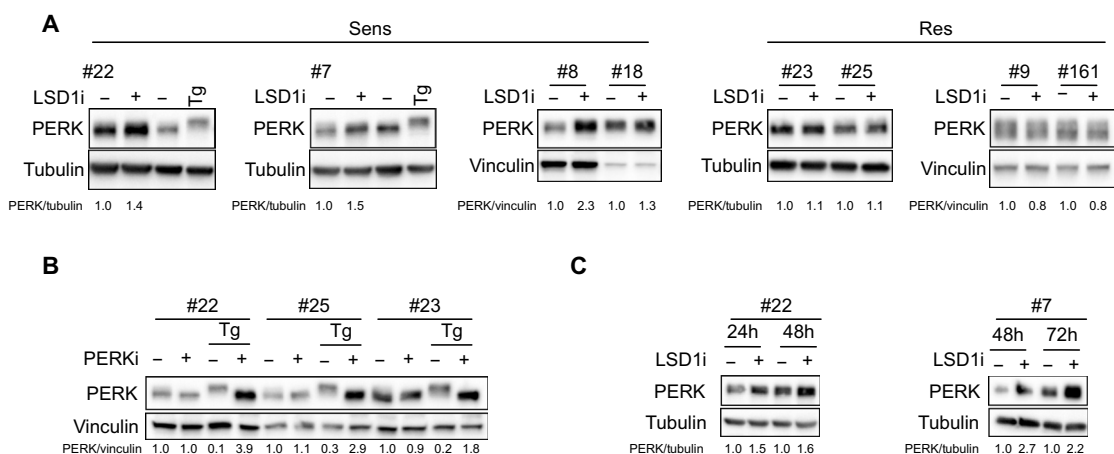 A
Sens
Res
#22
#7
#8 #18
#23 #25
#9 #161
LSD1i – + – Tg
LSD1i – + – Tg
LSD1i – + – +
LSD1i – + – +
LSD1i – + – +
PERK
PERK
PERK
PERK
PERK
Tubulin
Tubulin
Vinculin
Tubulin
Vinculin
PERK/tubulin 1.0 1.4
PERK/tubulin 1.0 1.5
PERK/vinculin 1.0 2.3 1.0 1.3
PERK/tubulin 1.0 1.1 1.0 1.1
PERK/vinculin 1.0 0.8 1.0 0.8
B
#22 #25 #23
Tg Tg Tg
PERKi – + – + – + – + – + – +
PERK
Vinculin
PERK/vinculin 1.0 1.0 0.1 3.9 1.0 1.1 0.3 2.9 1.0 0.9 0.2 1.8
C
#22
24h 48h
LSD1i – + – +
PERK
Tubulin
PERK/tubulin 1.0 1.5 1.0 1.6
#7
48h 72h
LSD1i – + – +
PERK
Tubulin
PERK/tubulin 1.0 2.7 1.0 2.2